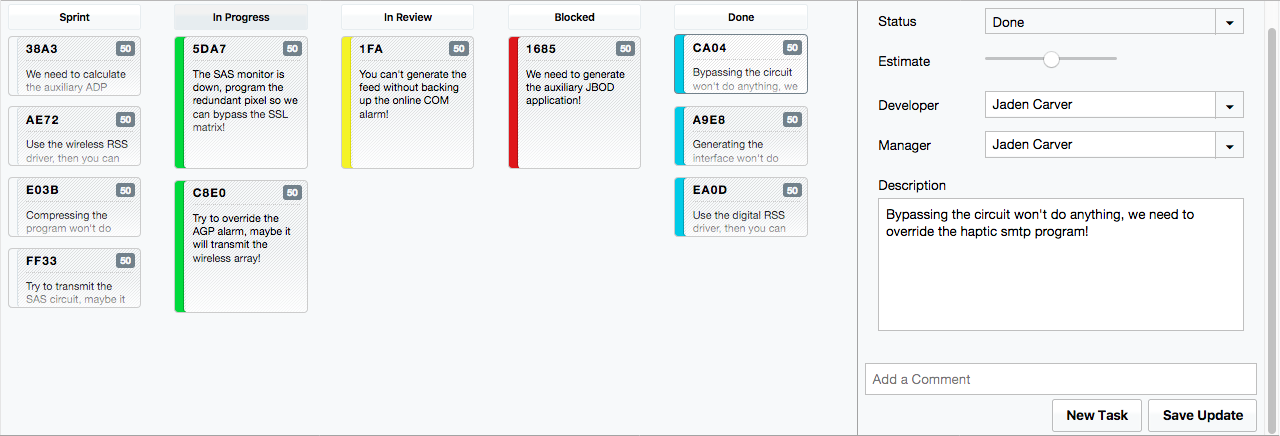 Sprint
In Progress
In Review
Blocked
Done
38A3
50
We need to calculate
the auxiliary ADP
AE72
50
Use the wireless RSS
driver, then you can
E03B
50
Compressing the
program won't do
FF33
50
Try to transmit the
SAS circuit, maybe it
5DA7
50
The SAS monitor is
down, program the
redundant pixel so we
can bypass the SSL
matrix!
C8E0
50
Try to override the
AGP alarm, maybe it
will transmit the
wireless array!
1FA
50
You can't generate the
feed without backing
up the online COM
alarm!
1685
50
We need to generate
the auxiliary JBOD
application!
CA04
50
Bypassing the circuit
won't do anything, we
A9E8
50
Generating the
interface won't do
EA0D
50
Use the digital RSS
driver, then you can
Status
Done
Estimate
Developer
Jaden Carver
Manager
Jaden Carver
Description
Bypassing the circuit won't do anything, we need to
override the haptic smtp program!
Add a Comment
New Task
Save Update